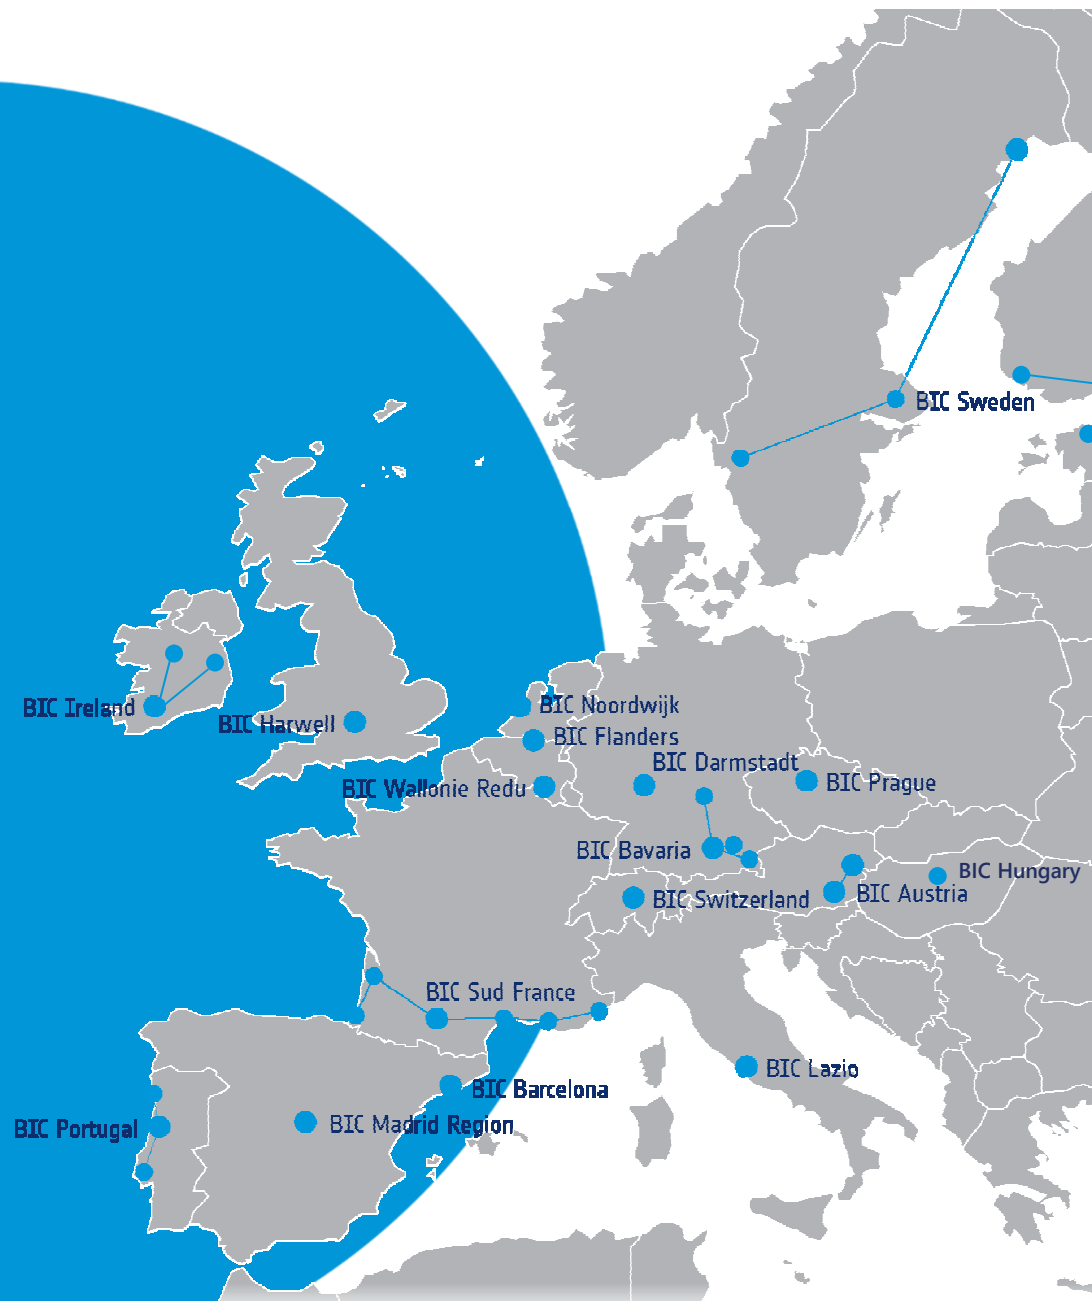 BIC Sweden
BIC Ireland
BIC Harwell
BIC Noordwijk
BIC Flanders
BIC Darmstadt
BIC Wallonie Redu
BIC Prague
BIC Bavaria
BIC Hungary
BIC Switzerland
BIC Austria
BIC Sud France
BIC Lazio
BIC Barcelona
BIC Madrid Region
BIC Portugal